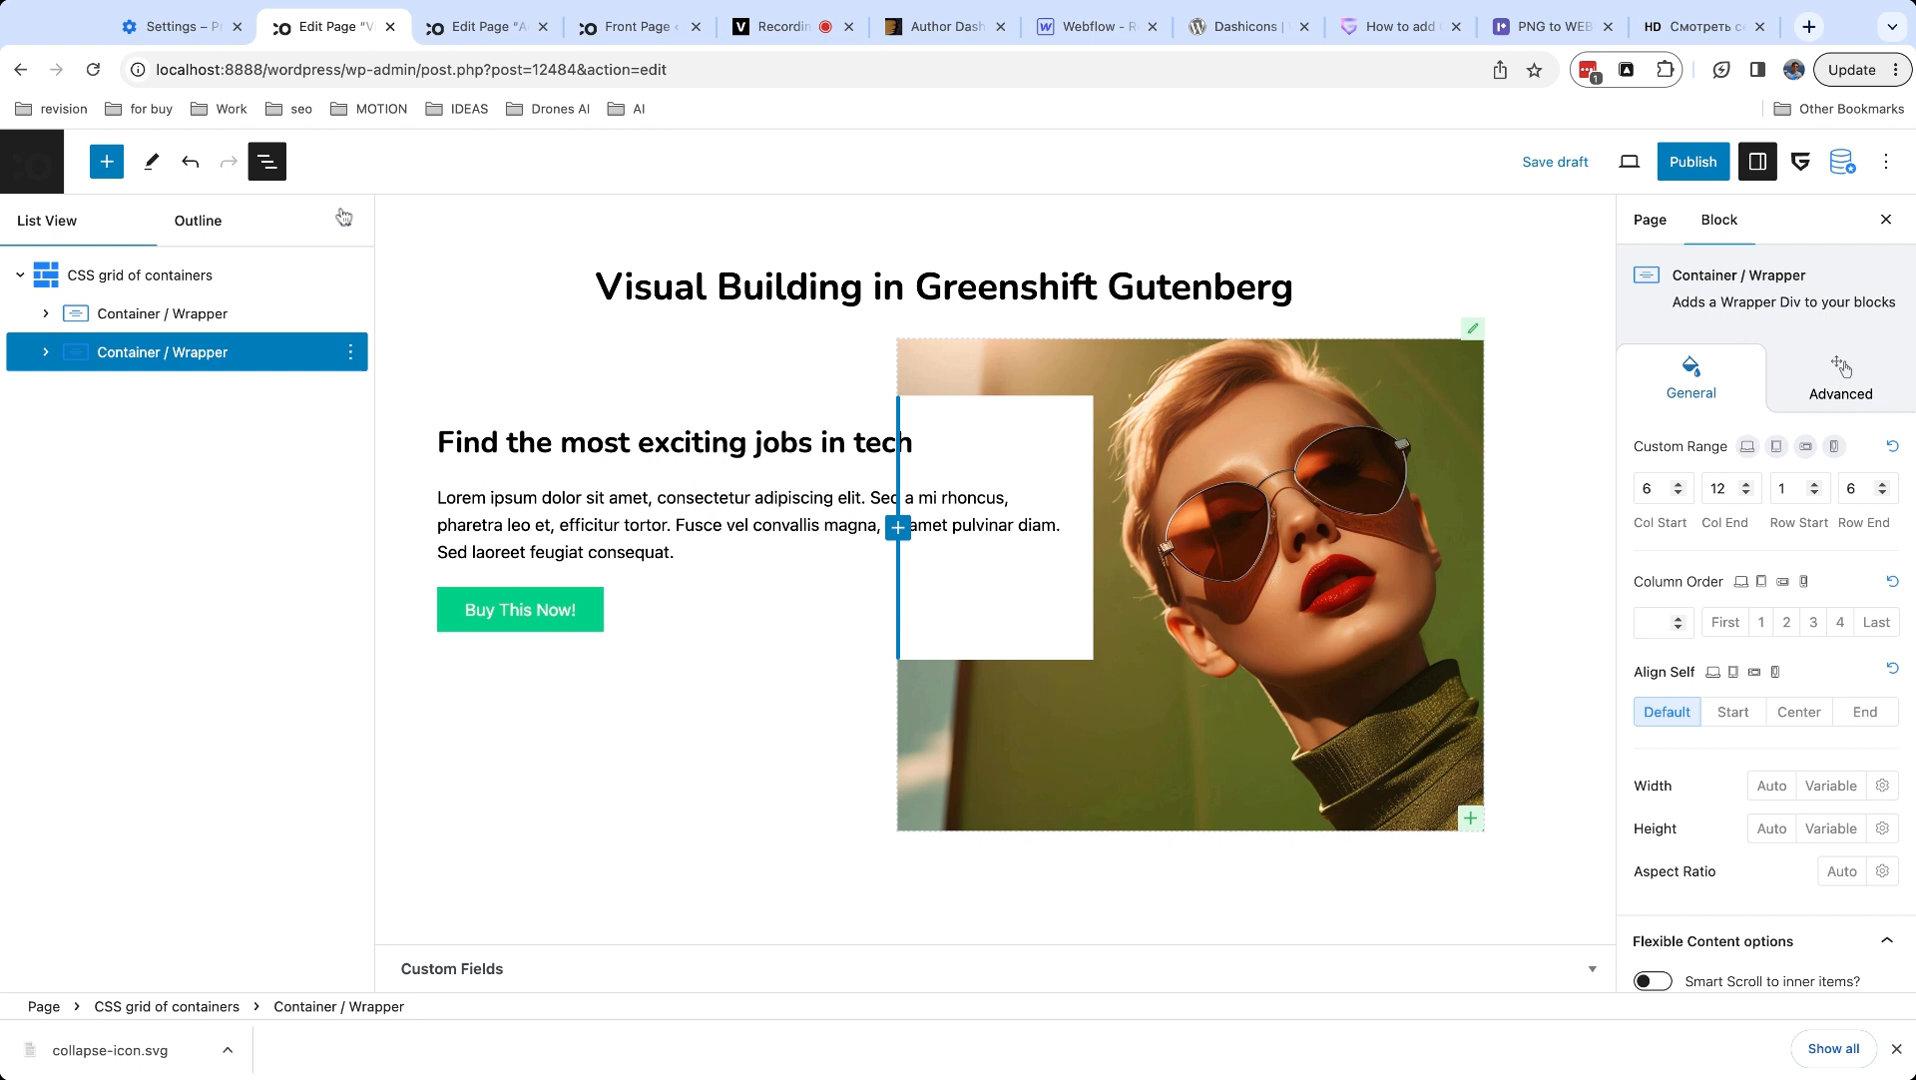 Settings – P
Edit Page "Vi
Edit Page "A
Front Page ‹
Recordin
Author Dash
Webflow - R
Dashicons |
How to add
PNG to WEB
HD Смотреть се
localhost:8888/wordpress/wp-admin/post.php?post=12484&action=edit
1
Update
revision
for buy
Work
seo
MOTION
IDEAS
Drones AI
AI
Other Bookmarks
Save draft
Publish
List View
Outline
Page
Block
CSS grid of containers
Container / Wrapper
Container / Wrapper
Visual Building in Greenshift Gutenberg
Find the most exciting jobs in tech
Lorem ipsum dolor sit amet, consectetur adipiscing elit. Sed a mi rhoncus,
pharetra leo et, efficitur tortor. Fusce vel convallis magna, amet pulvinar diam.
Sed laoreet feugiat consequat.
Buy This Now!
Container / Wrapper
Adds a Wrapper Div to your blocks
General
Advanced
Custom Range
6 12 1 6
Col Start Col End Row Start Row End
Column Order
First 1 2 3 4 Last
Align Self
Default Start Center End
Width Auto Variable
Height Auto Variable
Aspect Ratio Auto
Flexible Content options
Smart Scroll to inner items?
Custom Fields
Page › CSS grid of containers › Container / Wrapper
collapse-icon.svg
Show all